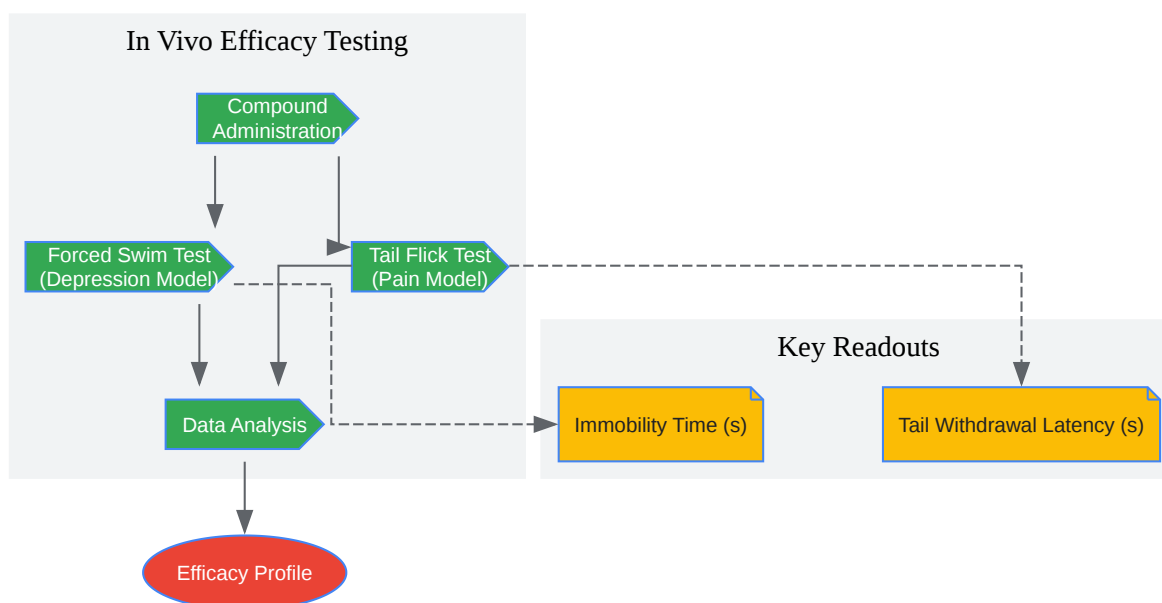 In Vivo Efficacy Testing
Compound
Administration
Forced Swim Test
(Depression Model)
Tail Flick Test
(Pain Model)
Key Readouts
Data Analysis
Immobility Time (s)
Tail Withdrawal Latency (s)
Efficacy Profile